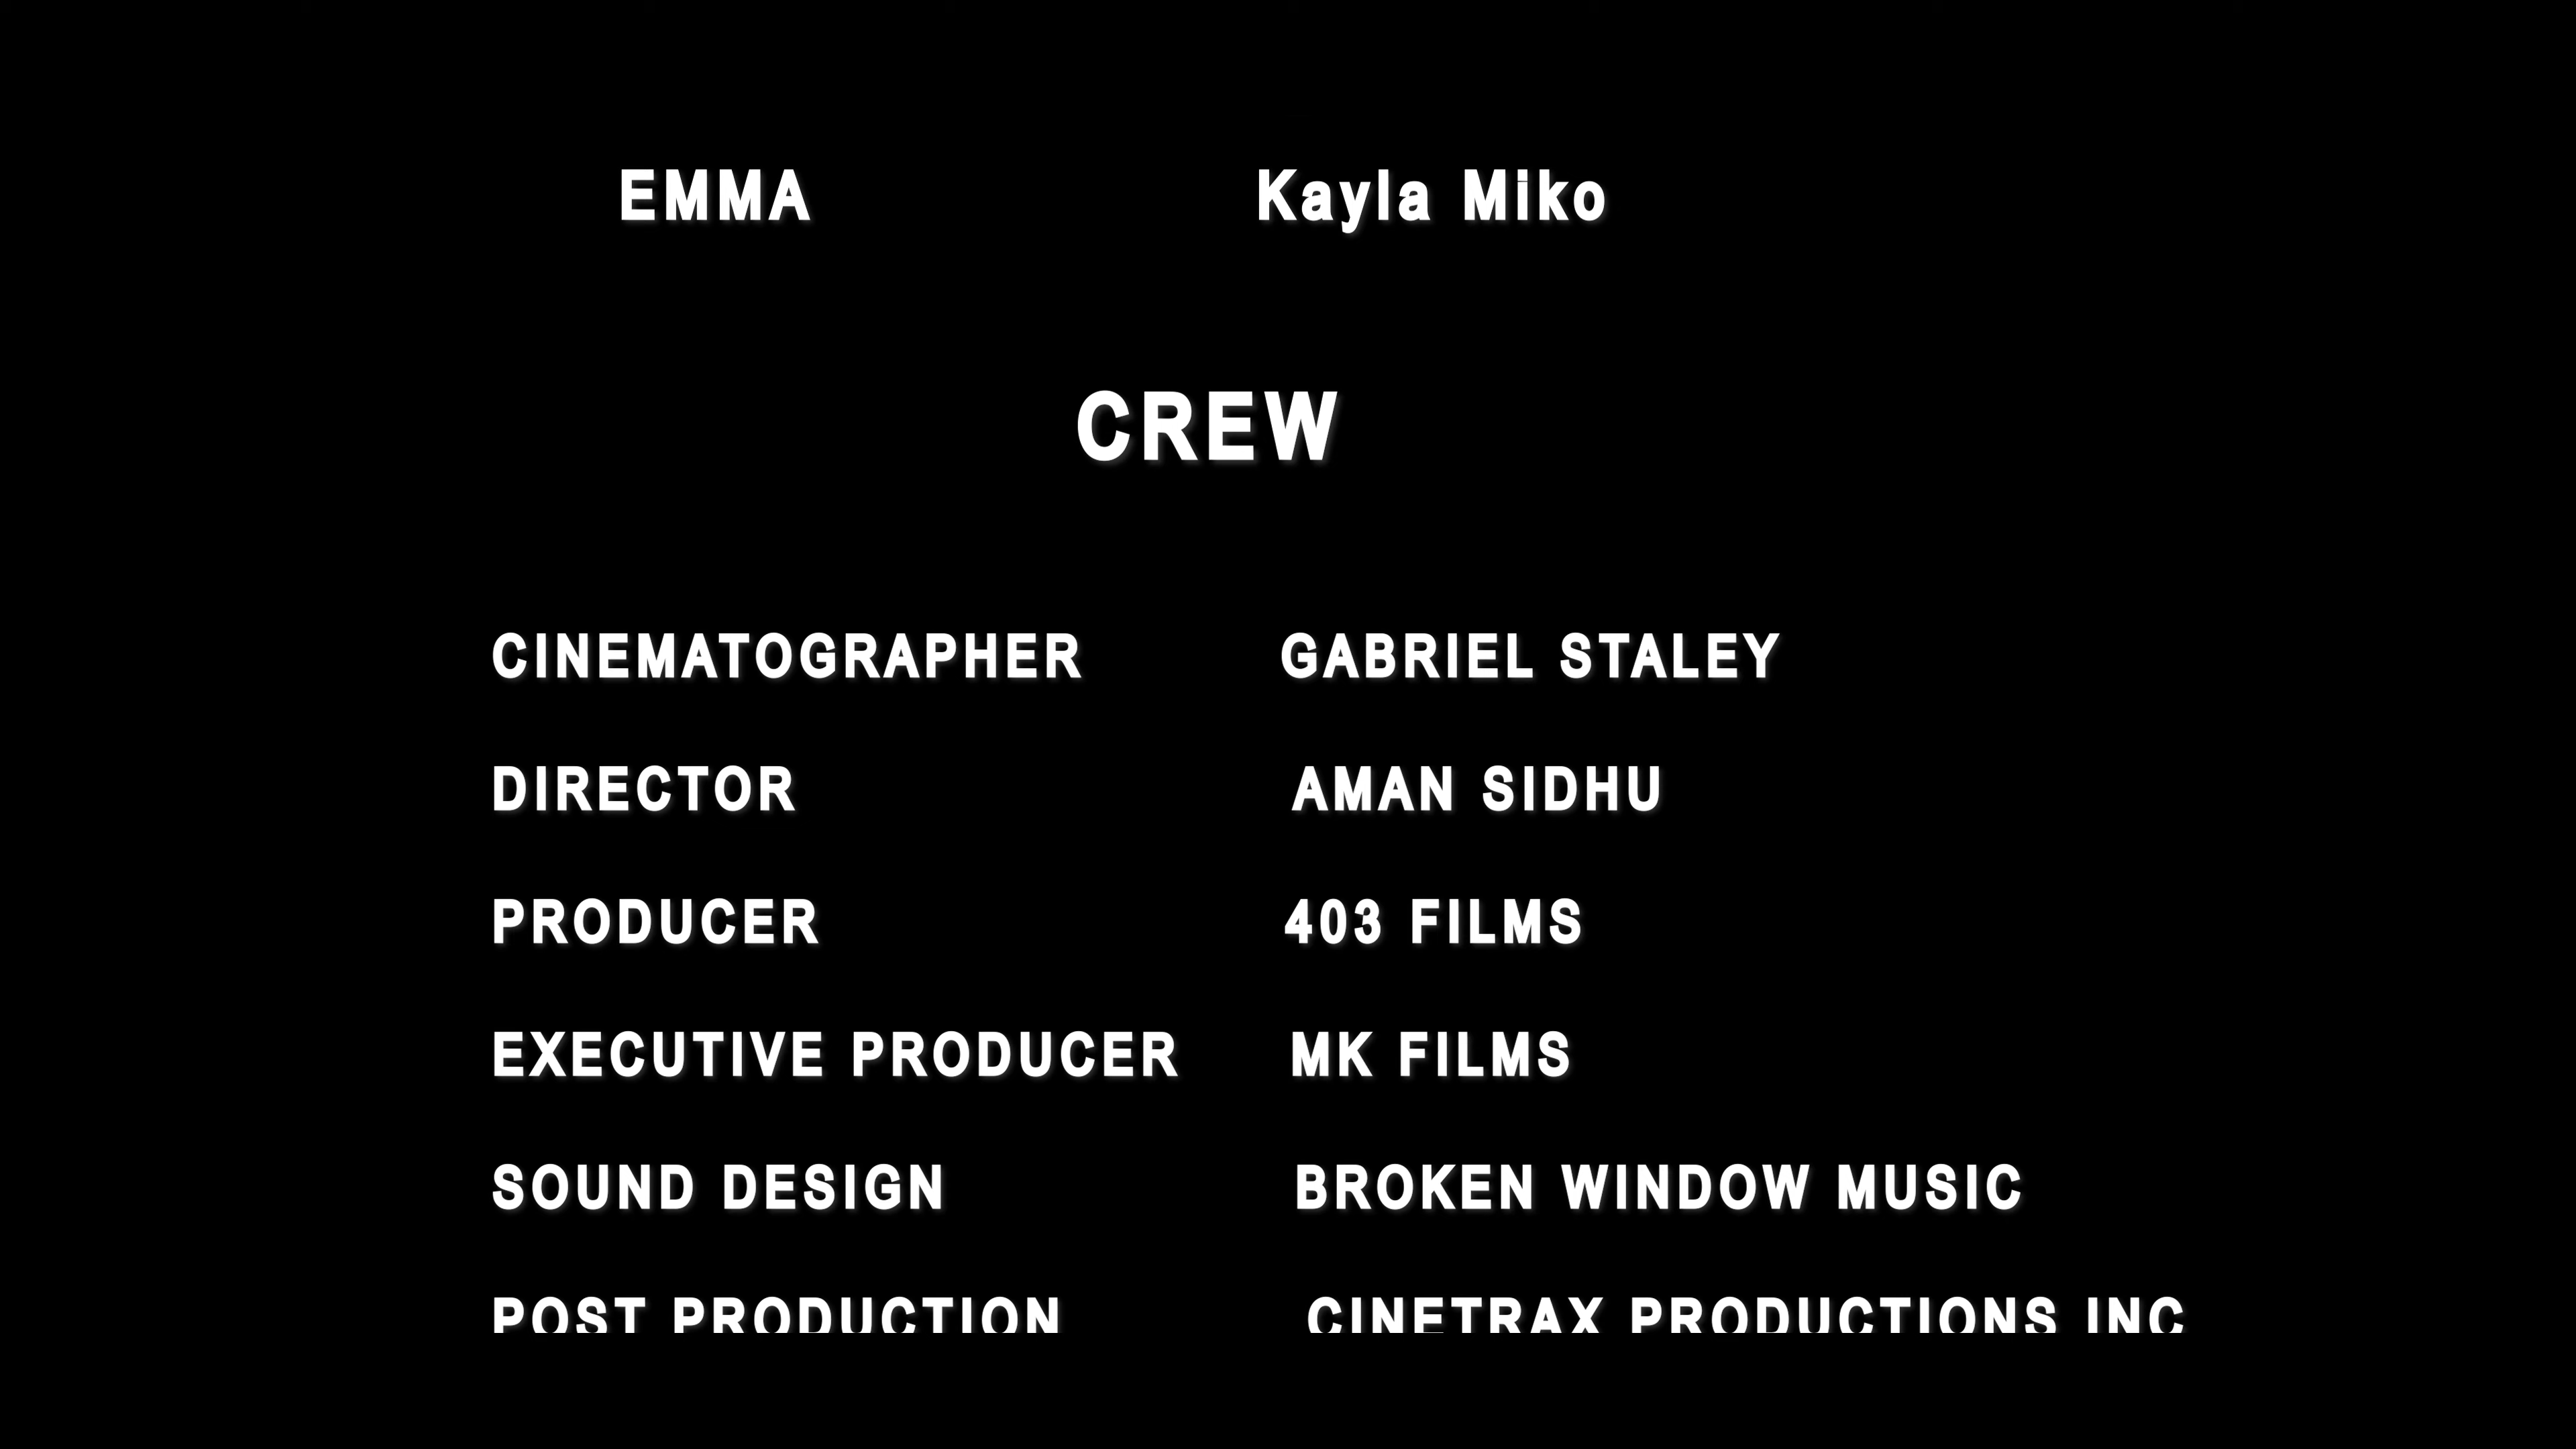 EMMA Kayla Miko
CREW
CINEMATOGRAPHER GABRIEL STALEY
DIRECTOR AMAN SIDHU
PRODUCER 403 FILMS
EXECUTIVE PRODUCER MK FILMS
SOUND DESIGN BROKEN WINDOW MUSIC
POST PRODUCTION CINETRAX PRODUCTIONS INC